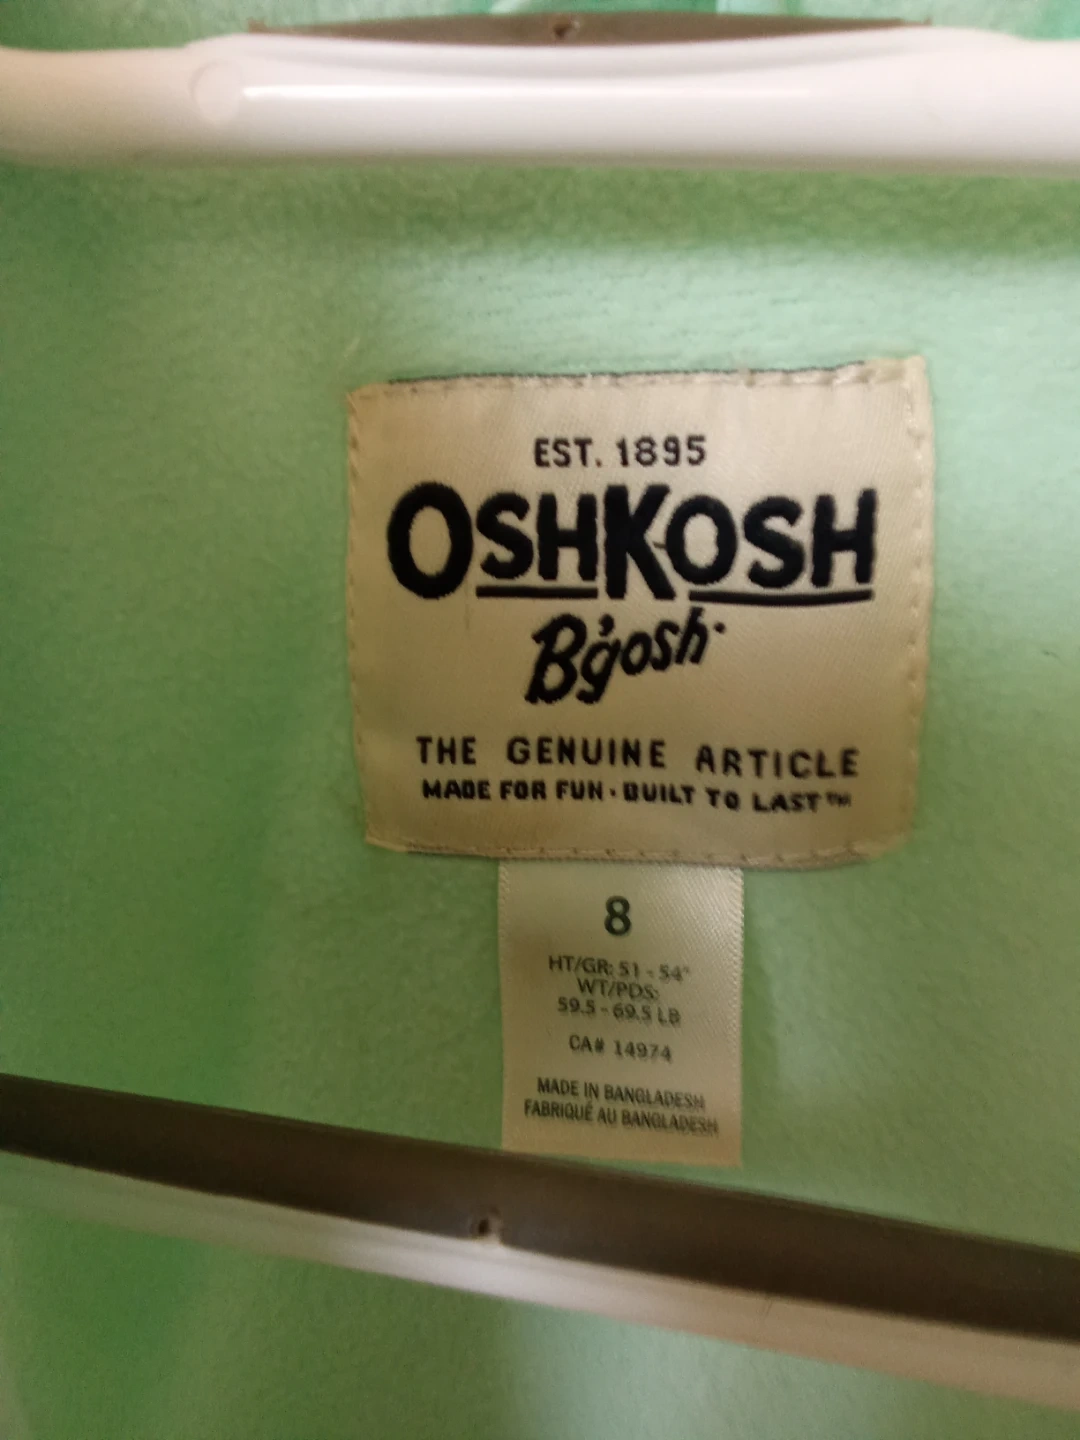 EST. 1895
OSHKOSH
B'gosh
THE GENUINE ARTICLE
MADE FOR FUN · BUILT TO LAST™
8
HT/GR: 51 - 54"
WT/PDS:
59.5 - 69.5 LB
CA# 14974
MADE IN BANGLADESH
FABRIQUÉ AU BANGLADESH